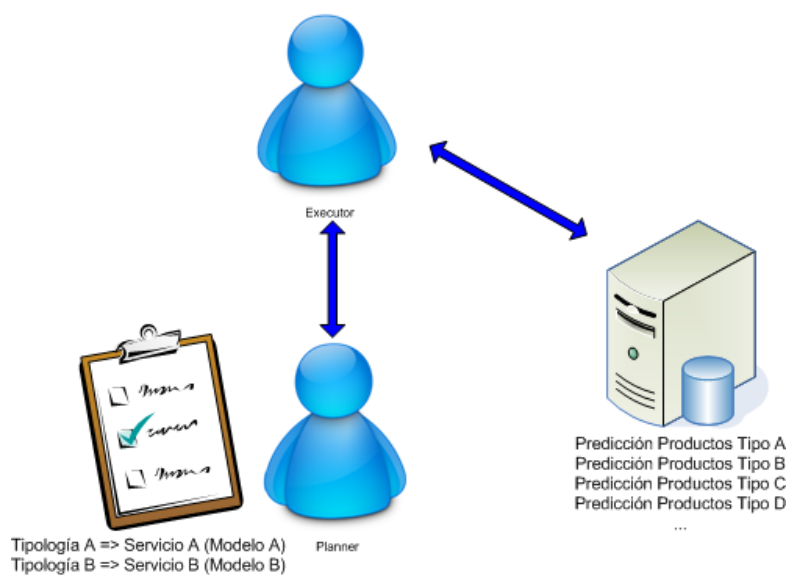 Executor
Predicción Productos Tipo A
Predicción Productos Tipo B
Predicción Productos Tipo C
Predicción Productos Tipo D
...
Planner
Tipología A => Servicio A (Modelo A)
Tipología B => Servicio B (Modelo B)